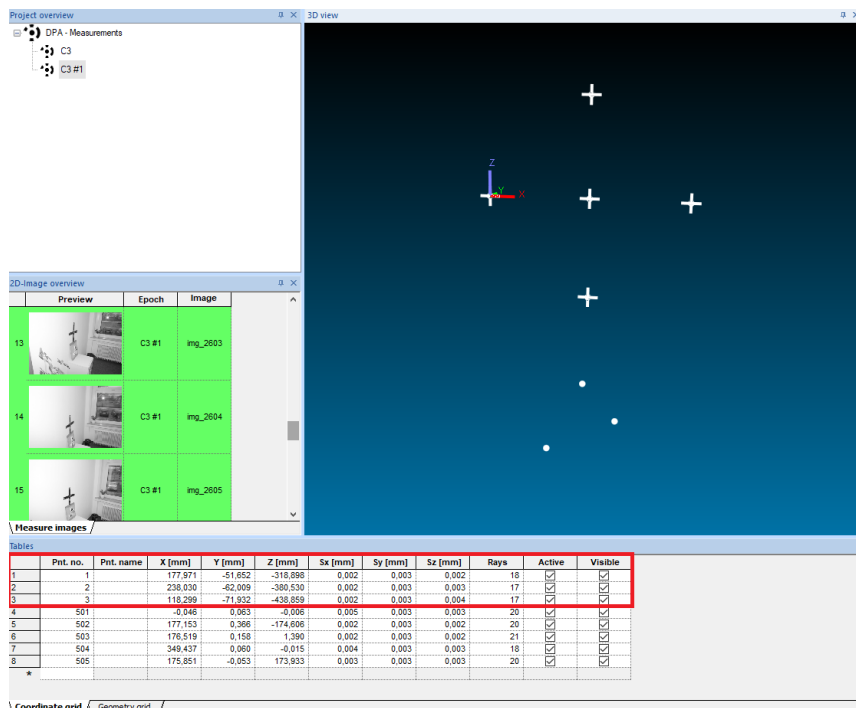 Project overview
3D view
DPA - Measurements
C3
C3 #1
Z
Y
X
2D-Image overview
Preview Epoch Image
13 C3 #1 img_2603
14 C3 #1 img_2604
15 C3 #1 img_2605
Measure images
Tables
Pnt. no. Pnt. name X [mm] Y [mm] Z [mm] Sx [mm] Sy [mm] Sz [mm] Rays Active Visible
1 1 177,971 -51,652 -318,898 0,002 0,003 0,002 18
2 2 238,030 -62,009 -380,530 0,002 0,003 0,003 17
3 3 118,299 -71,932 -438,859 0,002 0,003 0,004 17
4 501 -0,046 0,063 -0,006 0,005 0,003 0,003 20
5 502 177,153 0,366 -174,606 0,002 0,003 0,002 20
6 503 176,519 0,158 1,390 0,002 0,003 0,002 21
7 504 349,437 0,060 -0,015 0,004 0,003 0,003 18
8 505 175,851 -0,053 173,933 0,003 0,003 0,003 20
*
Coordinate grid Geometry grid